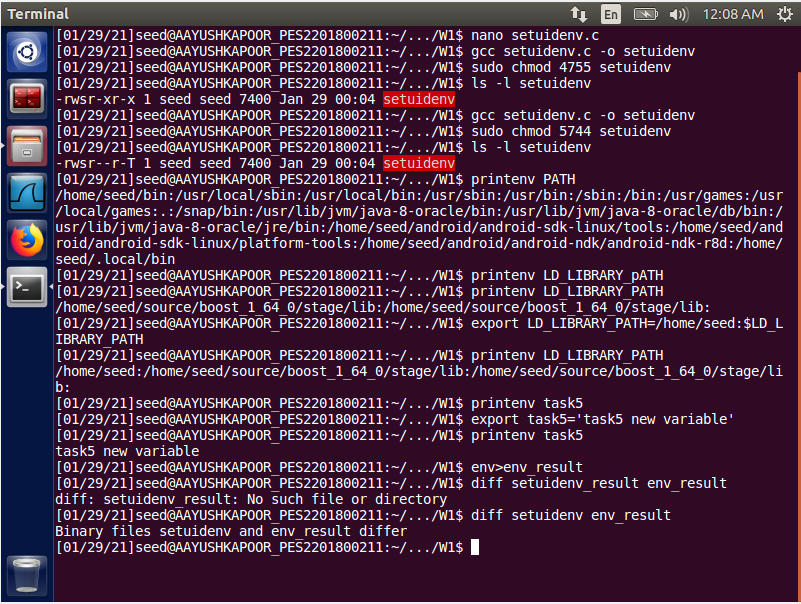 Terminal
En
12:08 AM
[01/29/21]seed@AAYUSHKAPOOR_PES2201800211:~/.../W1$ nano setuidenv.c
[01/29/21]seed@AAYUSHKAPOOR_PES2201800211:~/.../W1$ gcc setuidenv.c -o setuidenv
[01/29/21]seed@AAYUSHKAPOOR_PES2201800211:~/.../W1$ sudo chmod 4755 setuidenv
[01/29/21]seed@AAYUSHKAPOOR_PES2201800211:~/.../W1$ ls -l setuidenv
-rwsr-xr-x 1 seed seed 7400 Jan 29 00:04 setuidenv
[01/29/21]seed@AAYUSHKAPOOR_PES2201800211:~/.../W1$ gcc setuidenv.c -o setuidenv
[01/29/21]seed@AAYUSHKAPOOR_PES2201800211:~/.../W1$ sudo chmod 5744 setuidenv
[01/29/21]seed@AAYUSHKAPOOR_PES2201800211:~/.../W1$ ls -l setuidenv
-rwsr--r-T 1 seed seed 7400 Jan 29 00:04 setuidenv
[01/29/21]seed@AAYUSHKAPOOR_PES2201800211:~/.../W1$ printenv PATH
/home/seed/bin:/usr/local/sbin:/usr/local/bin:/usr/sbin:/usr/bin:/sbin:/bin:/usr/games:/usr
/local/games:.:/snap/bin:/usr/lib/jvm/java-8-oracle/bin:/usr/lib/jvm/java-8-oracle/db/bin:/
usr/lib/jvm/java-8-oracle/jre/bin:/home/seed/android/android-sdk-linux/tools:/home/seed/and
roid/android-sdk-linux/platform-tools:/home/seed/android/android-ndk/android-ndk-r8d:/home/
seed/.local/bin
[01/29/21]seed@AAYUSHKAPOOR_PES2201800211:~/.../W1$ printenv LD_LIBRARY_pATH
[01/29/21]seed@AAYUSHKAPOOR_PES2201800211:~/.../W1$ printenv LD_LIBRARY_PATH
/home/seed/source/boost_1_64_0/stage/lib:/home/seed/source/boost_1_64_0/stage/lib:
[01/29/21]seed@AAYUSHKAPOOR_PES2201800211:~/.../W1$ export LD_LIBRARY_PATH=/home/seed:$LD_L
IBRARY_PATH
[01/29/21]seed@AAYUSHKAPOOR_PES2201800211:~/.../W1$ printenv LD_LIBRARY_PATH
/home/seed:/home/seed/source/boost_1_64_0/stage/lib:/home/seed/source/boost_1_64_0/stage/li
b:
[01/29/21]seed@AAYUSHKAPOOR_PES2201800211:~/.../W1$ printenv task5
[01/29/21]seed@AAYUSHKAPOOR_PES2201800211:~/.../W1$ export task5='task5 new variable'
[01/29/21]seed@AAYUSHKAPOOR_PES2201800211:~/.../W1$ printenv task5
task5 new variable
[01/29/21]seed@AAYUSHKAPOOR_PES2201800211:~/.../W1$ env>env_result
[01/29/21]seed@AAYUSHKAPOOR_PES2201800211:~/.../W1$ diff setuidenv_result env_result
diff: setuidenv_result: No such file or directory
[01/29/21]seed@AAYUSHKAPOOR_PES2201800211:~/.../W1$ diff setuidenv env_result
Binary files setuidenv and env_result differ
[01/29/21]seed@AAYUSHKAPOOR_PES2201800211:~/.../W1$